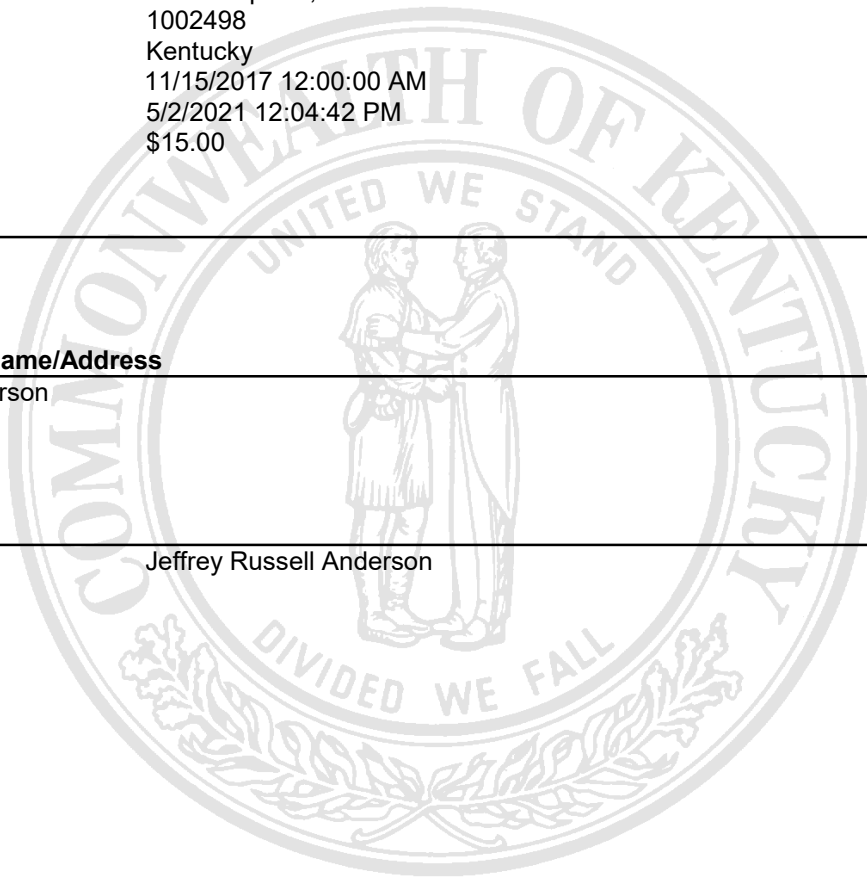 1002498
Kentucky
11/15/2017 12:00:00 AM
5/2/2021 12:04:42 PM
$15.00
COMMONWEALTH OF KENTUCKY
UNITED WE STAND
ame/Address
rson
Jeffrey Russell Anderson
DIVIDED WE FALL